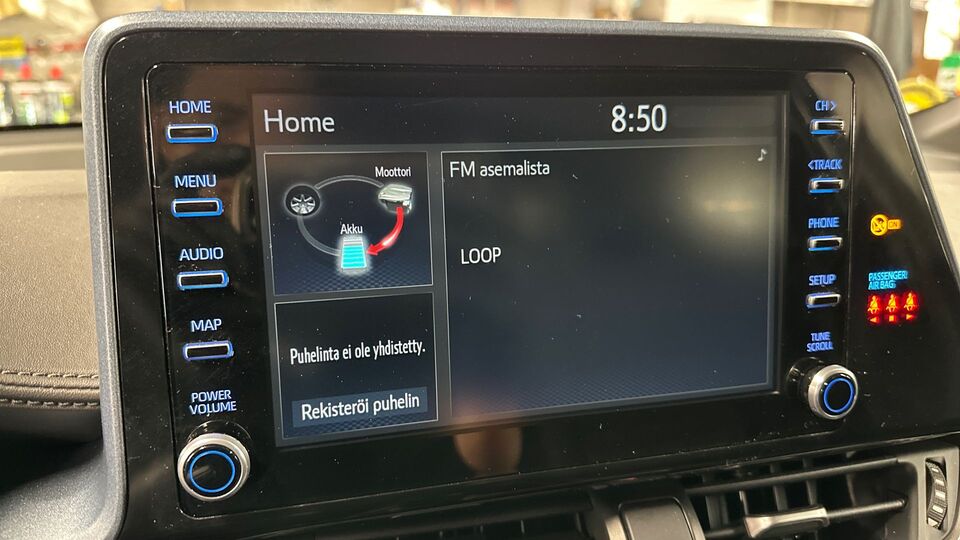 HOME
MENU
AUDIO
MAP
POWER
VOLUME
Home
8:50
Moottori
Akku
Puhelinta ei ole yhdistetty.
Rekisteröi puhelin
FM asemalista
LOOP
CH >
< TRACK
PHONE
SETUP
TUNE
SCROLL
ON
PASSENGER
AIR BAG